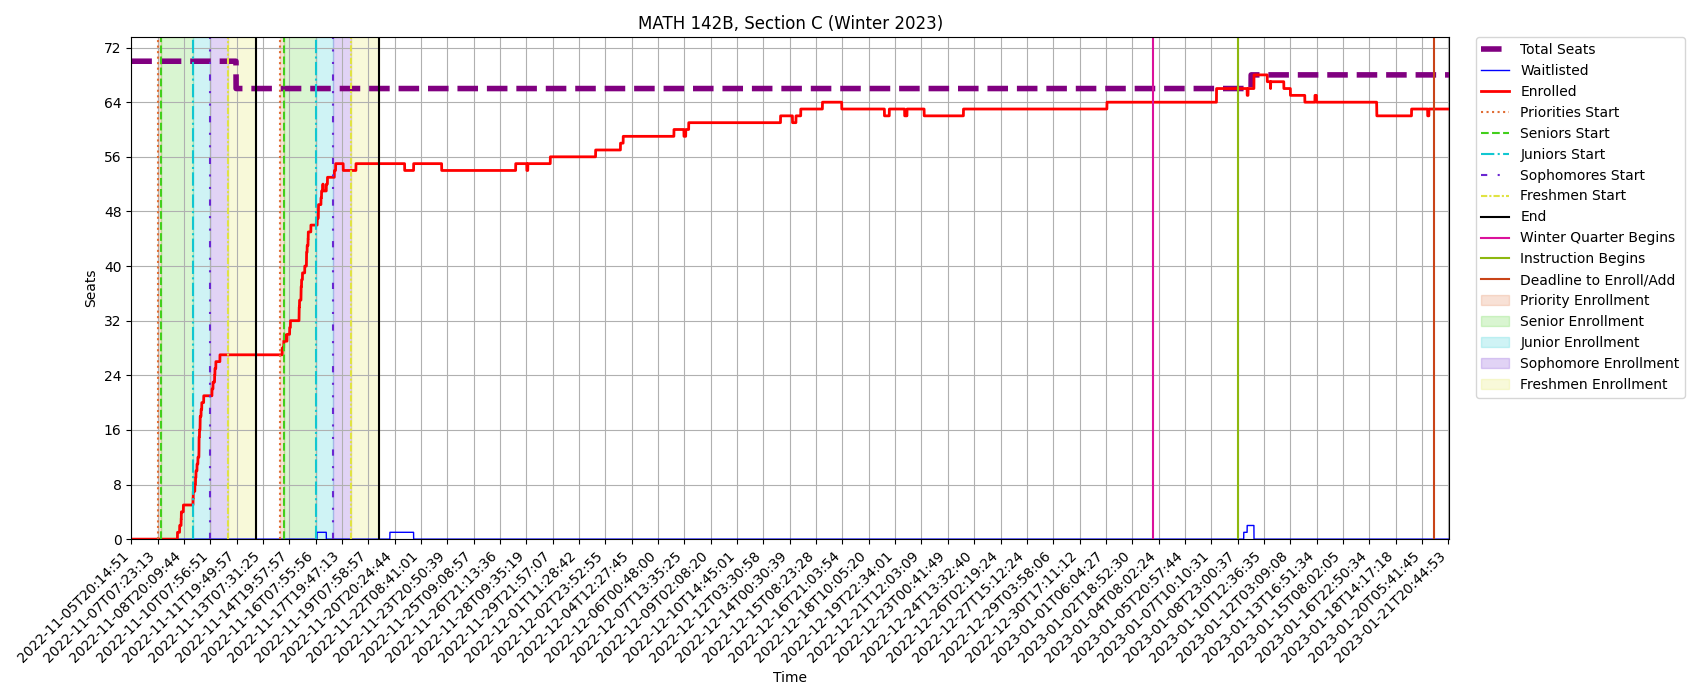 MATH 142B, Section C (Winter 2023)
Seats
72
64
56
48
40
32
24
16
8
0
Total Seats
Waitlisted
Enrolled
Priorities Start
Seniors Start
Juniors Start
Sophomores Start
Freshmen Start
End
Winter Quarter Begins
Instruction Begins
Deadline to Enroll/Add
Priority Enrollment
Senior Enrollment
Junior Enrollment
Sophomore Enrollment
Freshmen Enrollment
2022-11-05T20:14:51
2022-11-07T07:23:13
2022-11-08T20:09:44
2022-11-10T07:56:51
2022-11-11T19:49:57
2022-11-13T07:31:25
2022-11-14T19:57:57
2022-11-16T07:55:56
2022-11-17T19:47:13
2022-11-19T07:58:57
2022-11-20T20:24:44
2022-11-22T08:41:01
2022-11-23T20:50:39
2022-11-25T09:08:57
2022-11-26T21:13:36
2022-11-28T09:35:19
2022-11-29T21:57:07
2022-12-01T11:28:42
2022-12-02T23:52:55
2022-12-04T12:27:45
2022-12-06T00:48:00
2022-12-07T13:35:25
2022-12-09T02:08:20
2022-12-10T14:45:01
2022-12-12T03:30:58
2022-12-14T00:30:39
2022-12-15T08:23:28
2022-12-16T21:03:54
2022-12-18T10:05:20
2022-12-19T22:34:01
2022-12-21T12:03:09
2022-12-23T00:41:49
2022-12-24T13:32:40
2022-12-26T02:19:24
2022-12-27T15:12:24
2022-12-29T03:58:06
2022-12-30T17:11:12
2023-01-01T06:04:27
2023-01-02T18:52:30
2023-01-04T08:02:24
2023-01-05T20:57:44
2023-01-07T10:10:31
2023-01-08T23:00:37
2023-01-10T12:36:35
2023-01-12T03:09:08
2023-01-13T16:51:34
2023-01-15T08:02:05
2023-01-16T22:50:34
2023-01-18T14:17:18
2023-01-20T05:41:45
2023-01-21T20:44:53
Time